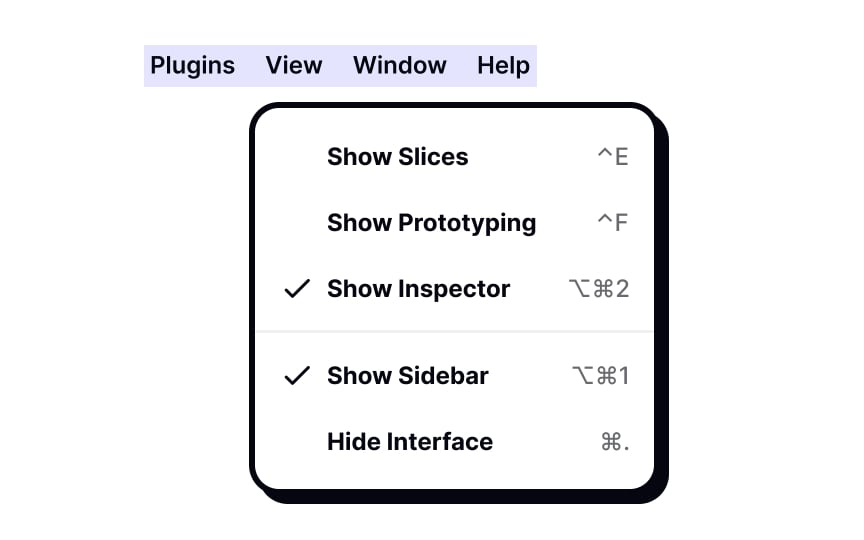 Plugins View Window Help
Show Slices ^E
Show Prototyping ^F
✓ Show Inspector ⌥⌘2
✓ Show Sidebar ⌥⌘1
Hide Interface ⌘.